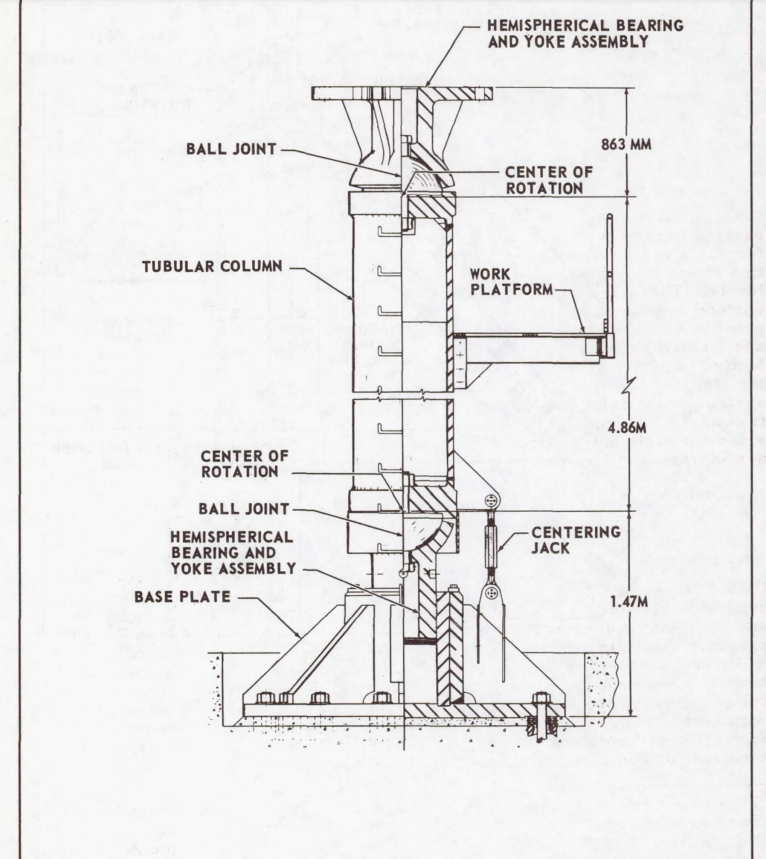 HEMISPHERICAL BEARING
AND YOKE ASSEMBLY
863 MM
BALL JOINT
CENTER OF
ROTATION
TUBULAR COLUMN
WORK
PLATFORM
4.86M
CENTER OF
ROTATION
BALL JOINT
HEMISPHERICAL
BEARING AND
YOKE ASSEMBLY
CENTERING
JACK
BASE PLATE
1.47M